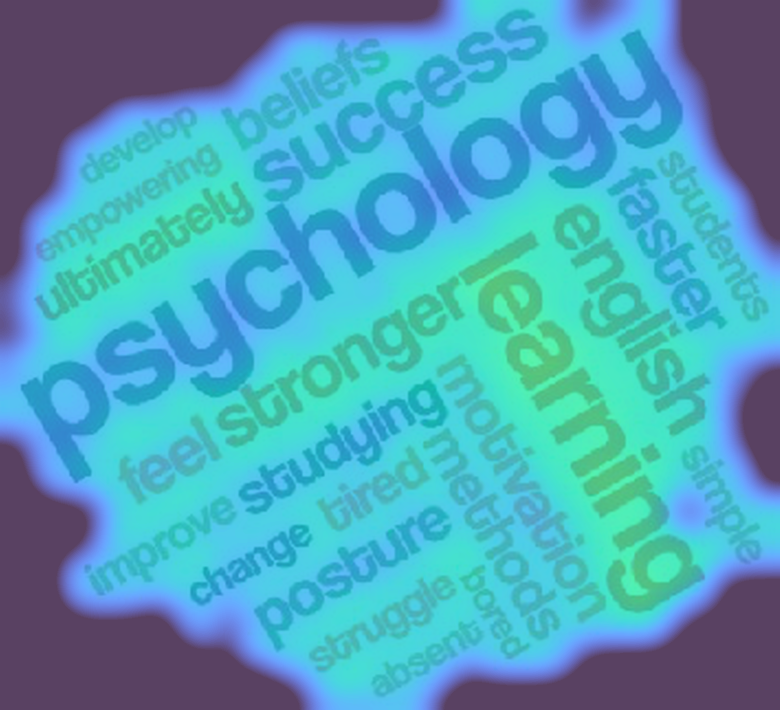 develop
beliefs
success
empowering
ultimately
psychology
students
faster
english
learning
stronger
feel
studying
motivation
methods
simple
improve
tired
change
posture
struggle
bored
absent